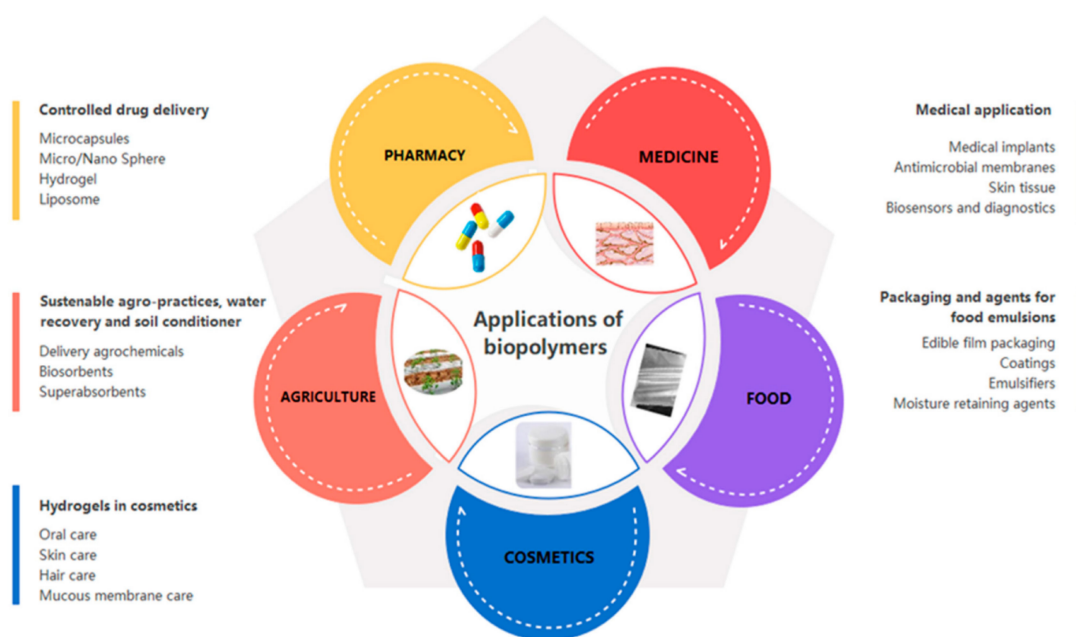 Controlled drug delivery
Microcapsules
Micro/Nano Sphere
Hydrogel
Liposome
PHARMACY
MEDICINE
Medical application
Medical implants
Antimicrobial membranes
Skin tissue
Biosensors and diagnostics
Sustenable agro-practices, water
recovery and soil conditioner
Delivery agrochemicals
Biosorbents
Superabsorbents
AGRICULTURE
Applications of
biopolymers
FOOD
Packaging and agents for
food emulsions
Edible film packaging
Coatings
Emulsifiers
Moisture retaining agents
Hydrogels in cosmetics
Oral care
Skin care
Hair care
Mucous membrane care
COSMETICS